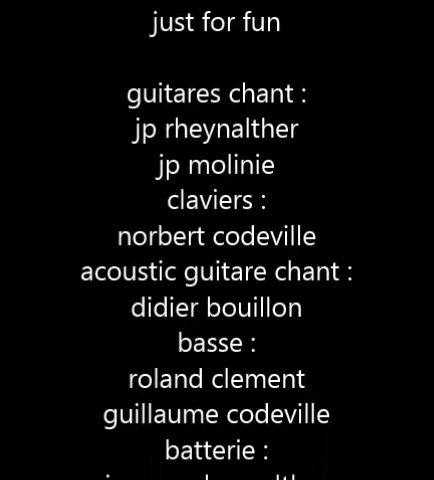 just for fun
guitares chant :
jp rheynalther
jp molinie
claviers :
norbert codeville
acoustic guitare chant :
didier bouillon
basse :
roland clement
guillaume codeville
batterie :